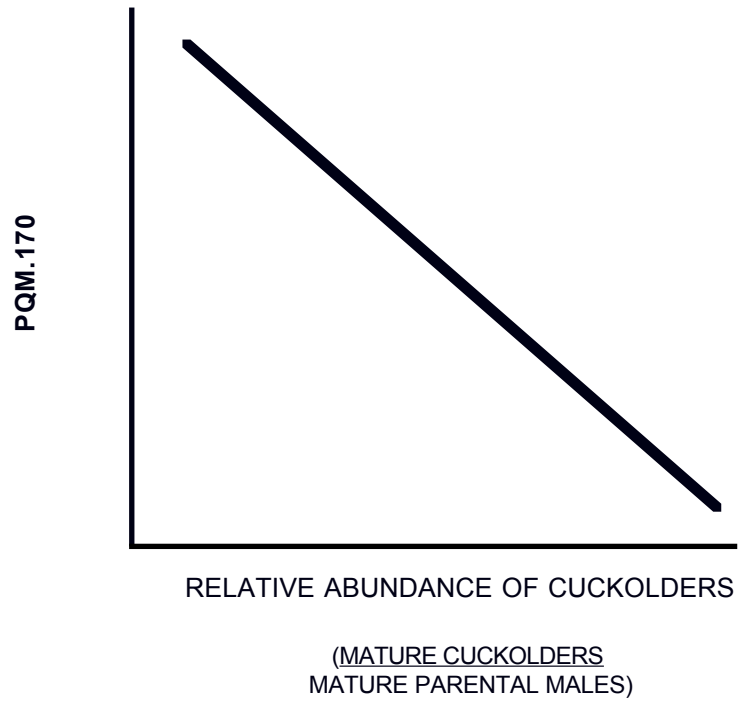 PQM.170
RELATIVE ABUNDANCE OF CUCKOLDERS
(MATURE CUCKOLDERS
MATURE PARENTAL MALES)